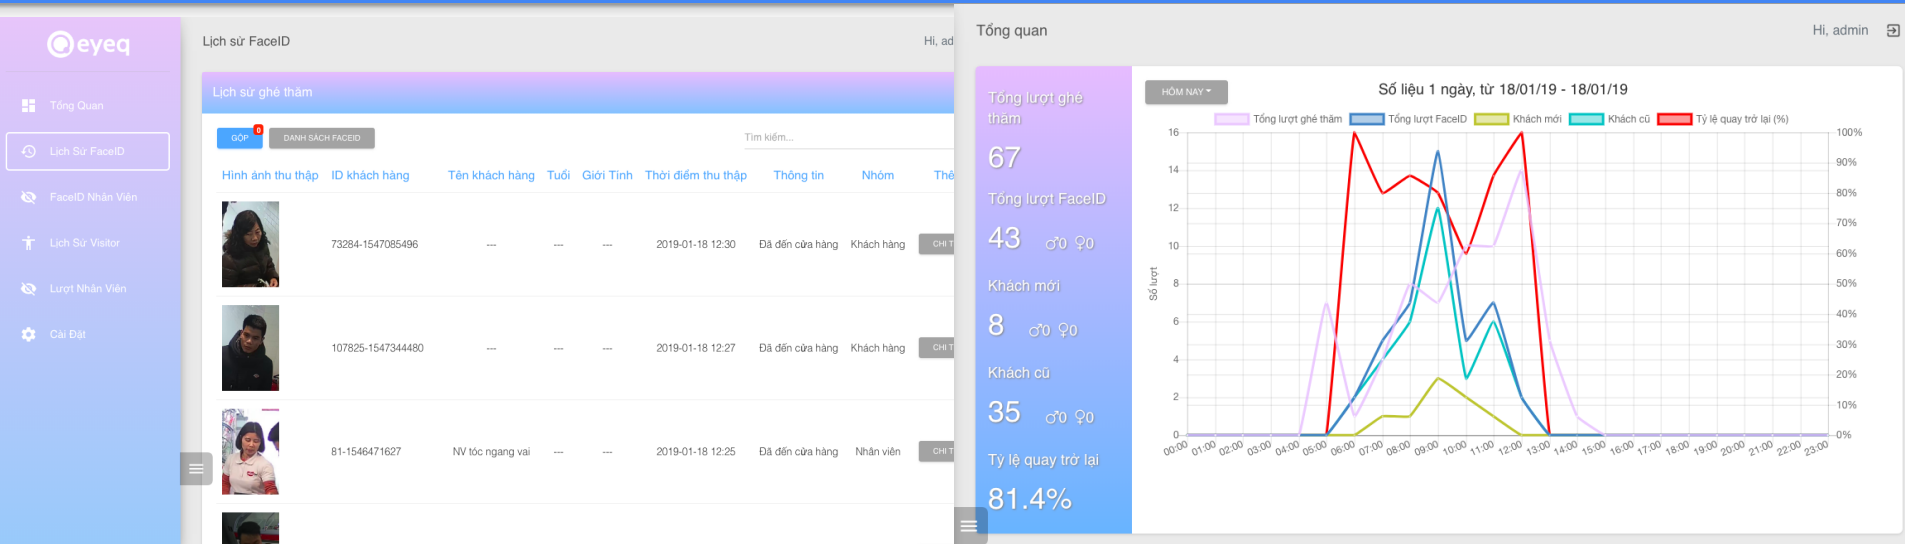 eyeq
Tổng Quan
Lịch Sử FaceID
FaceID Nhân Viên
Lịch Sử Visitor
Lượt Nhân Viên
Cài Đặt
Lịch sử FaceID
Hi, ad
Lịch sử ghé thăm
GỘP
0
DANH SÁCH FACEID
Tìm kiếm...
Hình ảnh thu thập ID khách hàng Tên khách hàng Tuổi Giới Tính Thời điểm thu thập Thông tin Nhóm Thẻ
73284-1547085496 --- --- --- 2019-01-18 12:30 Đã đến cửa hàng Khách hàng CHI T
107825-1547344480 --- --- --- 2019-01-18 12:27 Đã đến cửa hàng Khách hàng CHI T
81-1546471627 NV tóc ngang vai --- --- 2019-01-18 12:25 Đã đến cửa hàng Nhân viên CHI T
Tổng quan
Hi, admin
Tổng lượt ghé
thăm
67
Tổng lượt FaceID
43 ♂0 ♀0
Khách mới
8 ♂0 ♀0
Khách cũ
35 ♂0 ♀0
Tỷ lệ quay trở lại
81.4%
HÔM NAY
Số liệu 1 ngày, từ 18/01/19 - 18/01/19
Tổng lượt ghé thăm Tổng lượt FaceID Khách mới Khách cũ Tỷ lệ quay trở lại (%)
Số lượt
16
14
12
10
8
6
4
2
0
100%
90%
80%
70%
60%
50%
40%
30%
20%
10%
0%
00:00 01:00 02:00 03:00 04:00 05:00 06:00 07:00 08:00 09:00 10:00 11:00 12:00 13:00 14:00 15:00 16:00 17:00 18:00 19:00 20:00 21:00 22:00 23:00